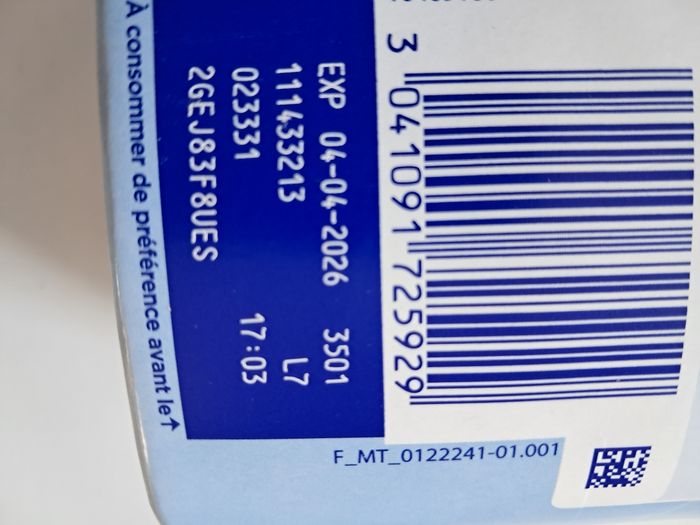 À consommer de préférence avant le↑
EXP 04-04-2026 3501
111433213 L7
023331 17:03
2GEJ83F8UES
3 041091 725929
F_MT_0122241-01.001